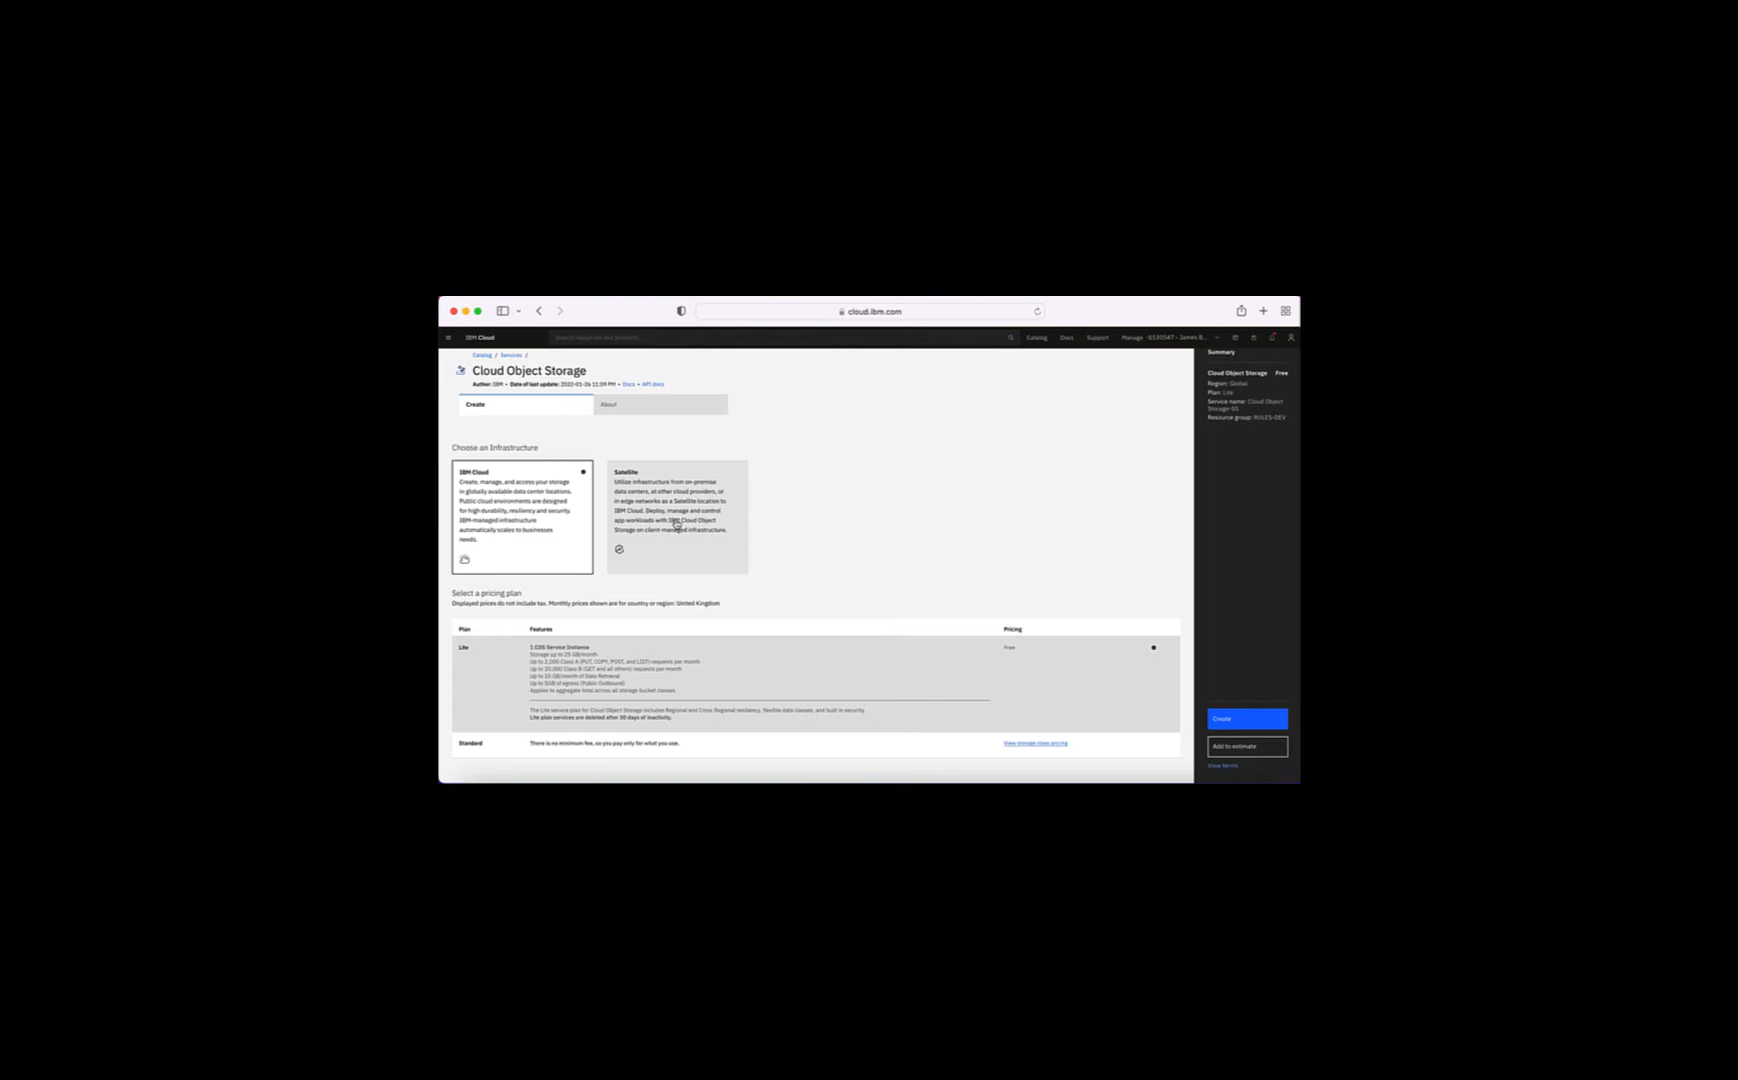 cloud.ibm.com
IBM Cloud
Search resources and products...
Catalog
Docs
Support
Manage
Catalog / Services /
Cloud Object Storage
Author: IBM • Date of last update: 2022-01-26 11:09 PM • Docs • API docs
Create
About
Choose an Infrastructure
IBM Cloud
Create, manage, and access your storage
in globally available data center locations.
Public cloud environments are designed
for high durability, resiliency and security.
IBM-managed infrastructure
automatically scales to businesses
needs.
Satellite
Utilize infrastructure from on-premise
data centers, at other cloud providers, or
in edge networks as a Satellite location to
IBM Cloud. Deploy, manage and control
app workloads with IBM Cloud Object
Storage on client-managed infrastructure.
Select a pricing plan
Displayed prices do not include tax. Monthly prices shown are for country or region: United Kingdom
Plan
Features
Pricing
Lite
1 COS Service Instance
Storage up to 25 GB/month
Up to 2,000 Class A (PUT, COPY, POST, and LIST) requests per month
Up to 20,000 Class B (GET and all others) requests per month
Up to 10 GB/month of Data Retrieval
Up to 5GB of egress (Public Outbound)
Applies to aggregate total across all storage bucket classes
Free
The Lite service plan for Cloud Object Storage includes Regional and Cross Regional resiliency, flexible data classes, and built in security.
Lite plan services are deleted after 30 days of inactivity.
Standard
There is no minimum fee, so you pay only for what you use.
View storage class pricing
Summary
Cloud Object Storage Free
Region: Global
Plan: Lite
Service name: Cloud Object
Storage-55
Resource group: RULES-DEV
Create
Add to estimate
View terms